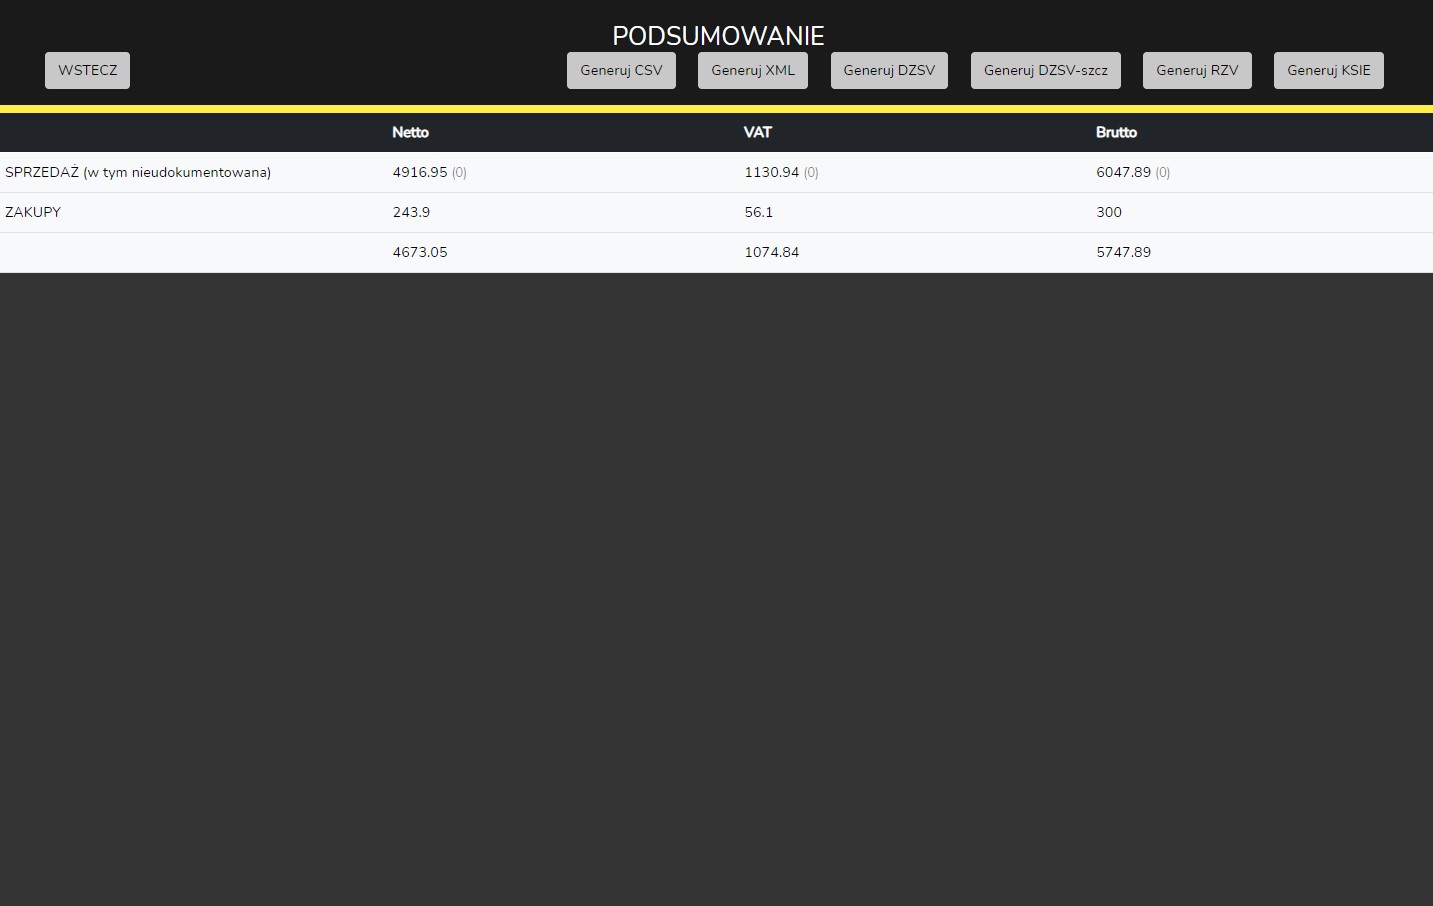 PODSUMOWANIE
WSTECZ Generuj CSV Generuj XML Generuj DZSV Generuj DZSV-szcz Generuj RZV Generuj KSIE
Netto VAT Brutto
SPRZEDAŻ (w tym nieudokumentowana) 4916.95 (0) 1130.94 (0) 6047.89 (0)
ZAKUPY 243.9 56.1 300
4673.05 1074.84 5747.89